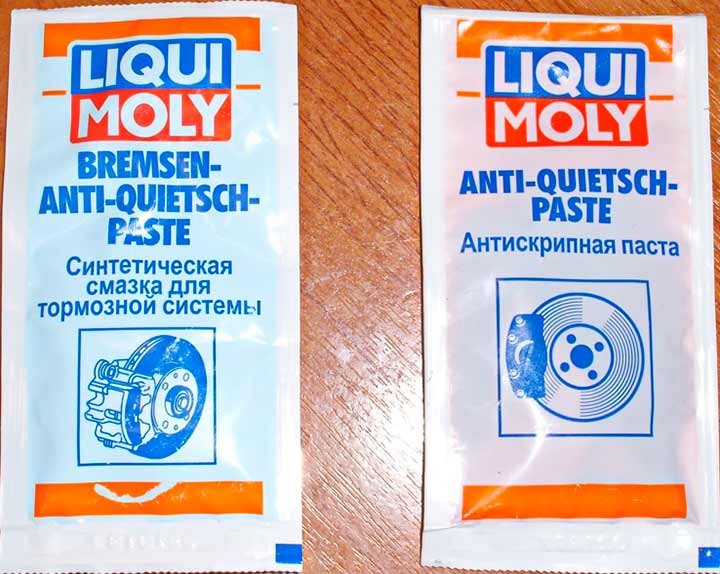 LIQUI
MOLY
BREMSEN-
ANTI-QUIETSCH-
PASTE
Синтетическая
смазка для
тормозной системы
LIQUI
MOLY
ANTI-QUIETSCH-
PASTE
Антискрипная паста